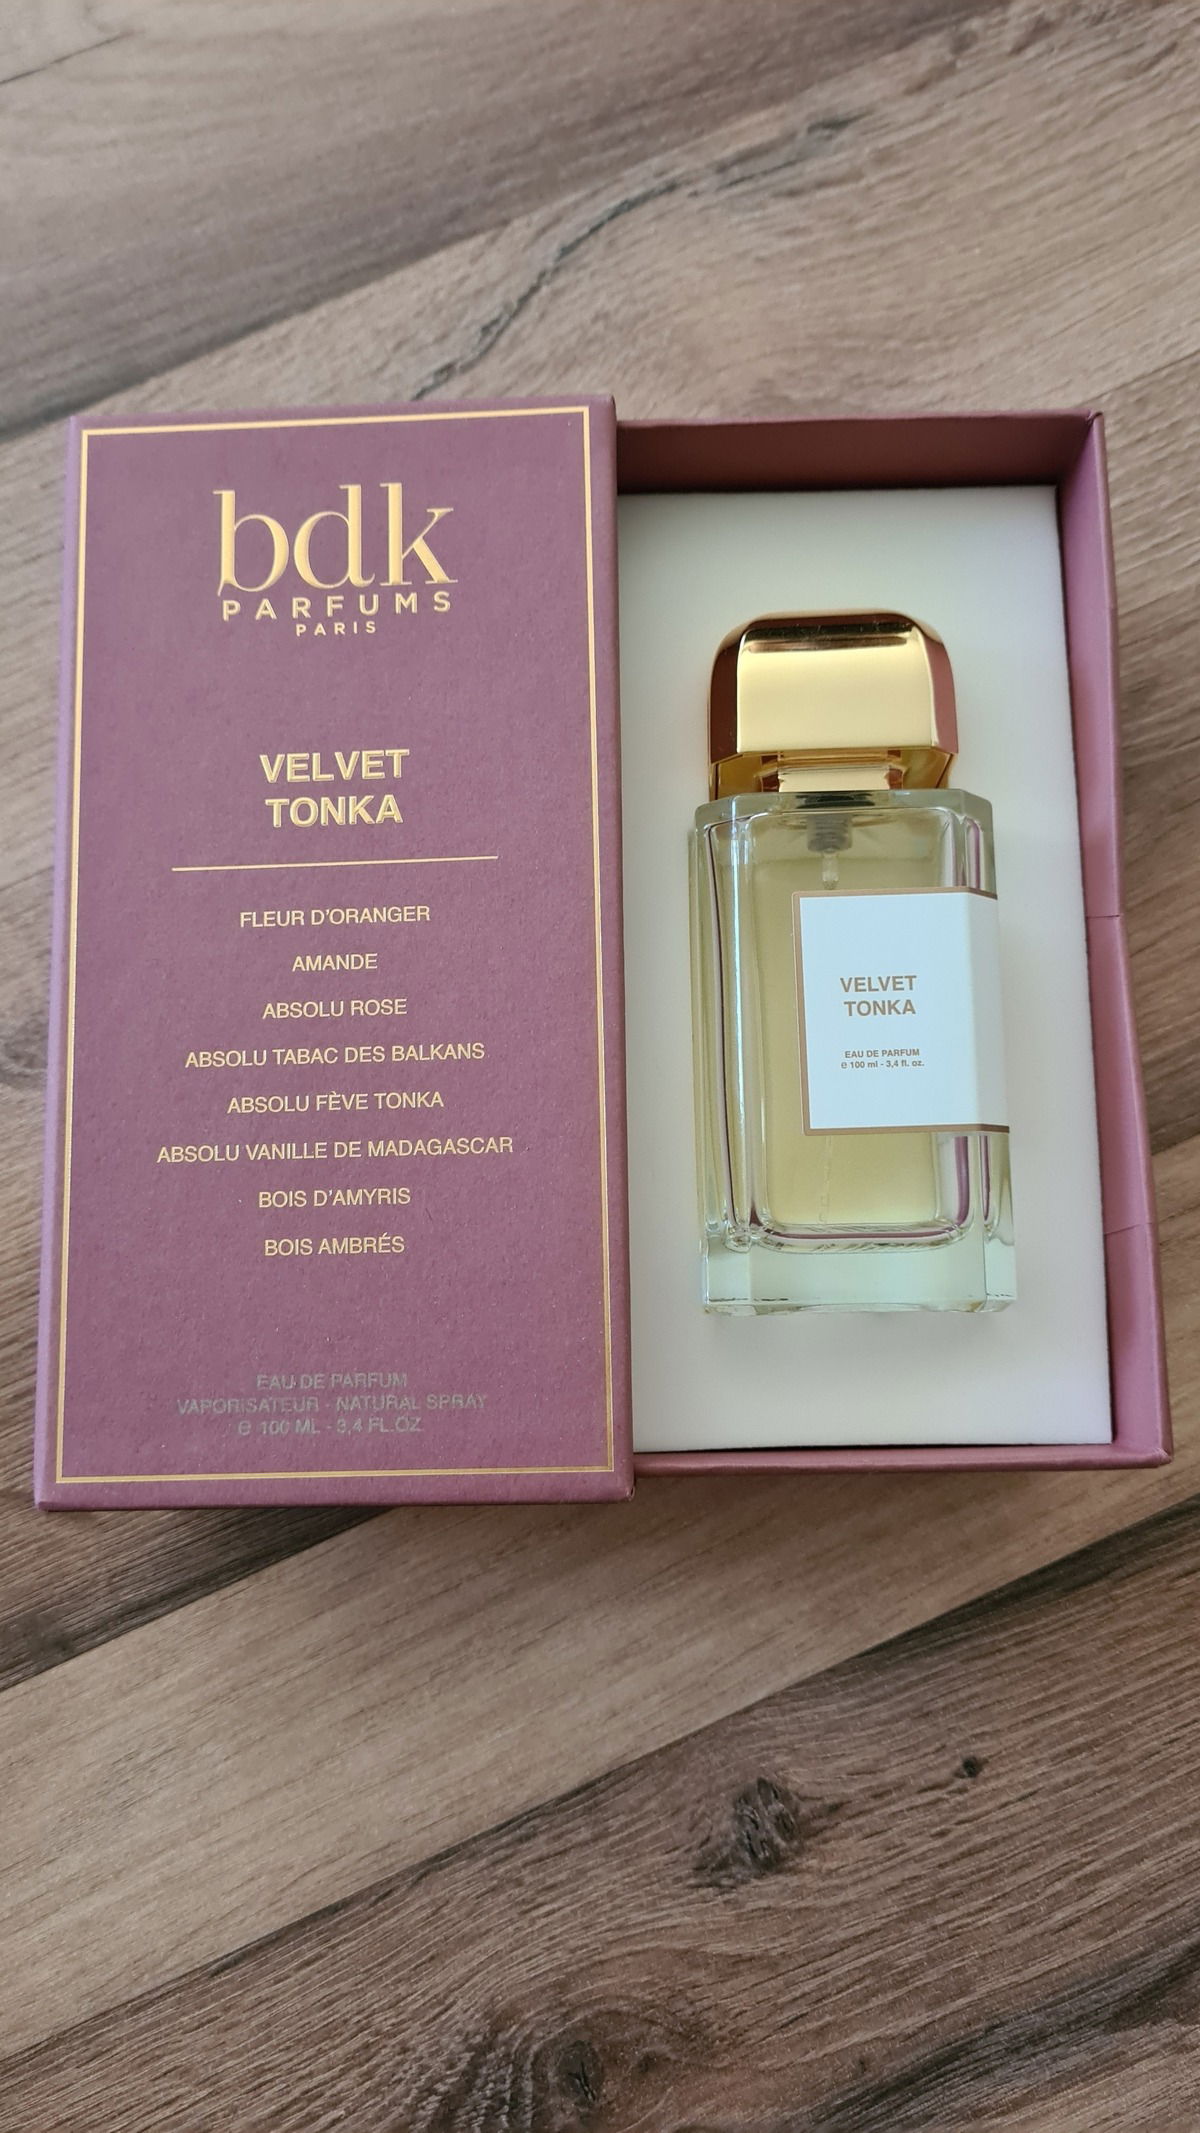 bdk
PARFUMS
PARIS
VELVET
TONKA
FLEUR D'ORANGER
AMANDE
ABSOLU ROSE
ABSOLU TABAC DES BALKANS
ABSOLU FÈVE TONKA
ABSOLU VANILLE DE MADAGASCAR
BOIS D'AMYRIS
BOIS AMBRÉS
EAU DE PARFUM
VAPORISATEUR - NATURAL SPRAY
℮ 100 ML - 3,4 FL.OZ
VELVET
TONKA
EAU DE PARFUM
℮ 100 ml - 3,4 fl. oz.